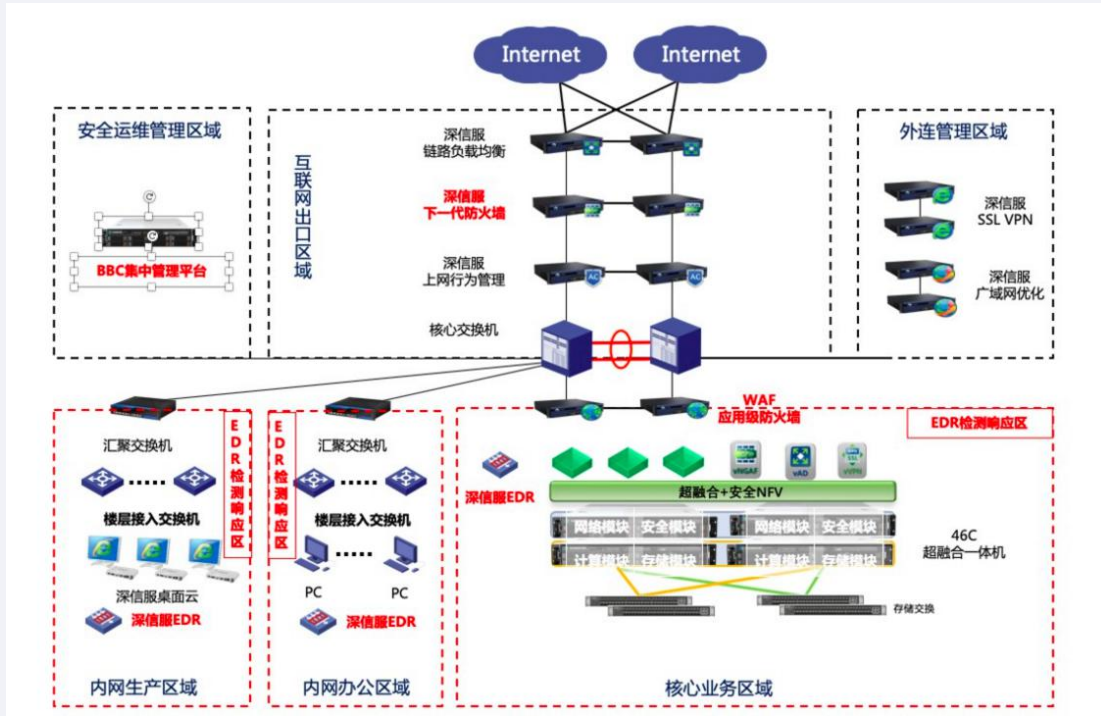 Internet
Internet
安全运维管理区域
BBC集中管理平台
互联网出口区域
深信服
链路负载均衡
深信服
下一代防火墙
深信服
上网行为管理
AC
AC
核心交换机
外连管理区域
深信服
SSL VPN
深信服
广域网优化
汇聚交换机
楼层接入交换机
深信服桌面云
深信服EDR
EDR检测响应区
内网生产区域
EDR检测响应区
汇聚交换机
楼层接入交换机
PC
PC
深信服EDR
内网办公区域
WAF
应用级防火墙
EDR检测响应区
深信服EDR
vNGAF
vAD
SSL
vVPN
超融合+安全NFV
网络模块
安全模块
网络模块
安全模块
计算模块
存储模块
计算模块
存储模块
46C
超融合一体机
存储交换
核心业务区域